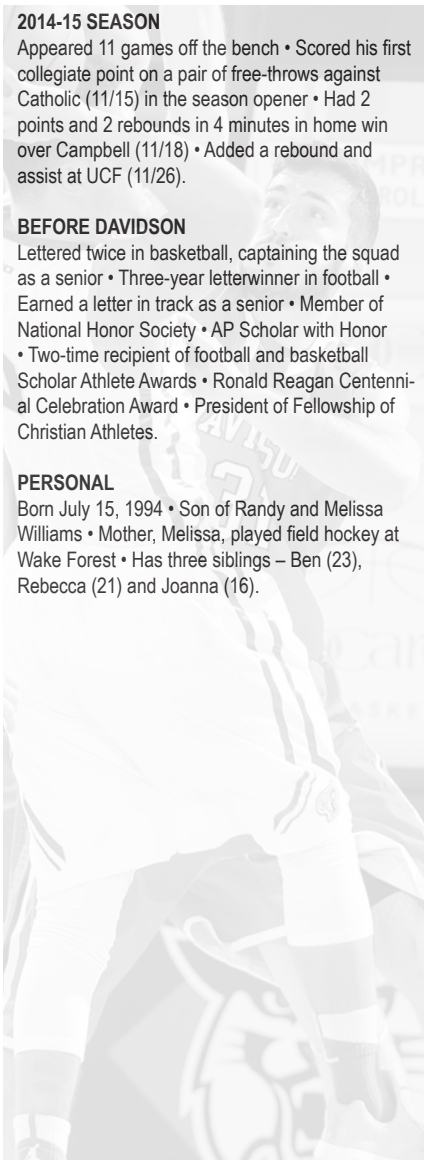 2014-15 SEASON
Appeared 11 games off the bench • Scored his first
collegiate point on a pair of free-throws against
Catholic (11/15) in the season opener • Had 2
points and 2 rebounds in 4 minutes in home win
over Campbell (11/18) • Added a rebound and
assist at UCF (11/26).
BEFORE DAVIDSON
Lettered twice in basketball, captaining the squad
as a senior • Three-year letterwinner in football •
Earned a letter in track as a senior • Member of
National Honor Society • AP Scholar with Honor
• Two-time recipient of football and basketball
Scholar Athlete Awards • Ronald Reagan Centenni-
al Celebration Award • President of Fellowship of
Christian Athletes.
PERSONAL
Born July 15, 1994 • Son of Randy and Melissa
Williams • Mother, Melissa, played field hockey at
Wake Forest • Has three siblings – Ben (23),
Rebecca (21) and Joanna (16).